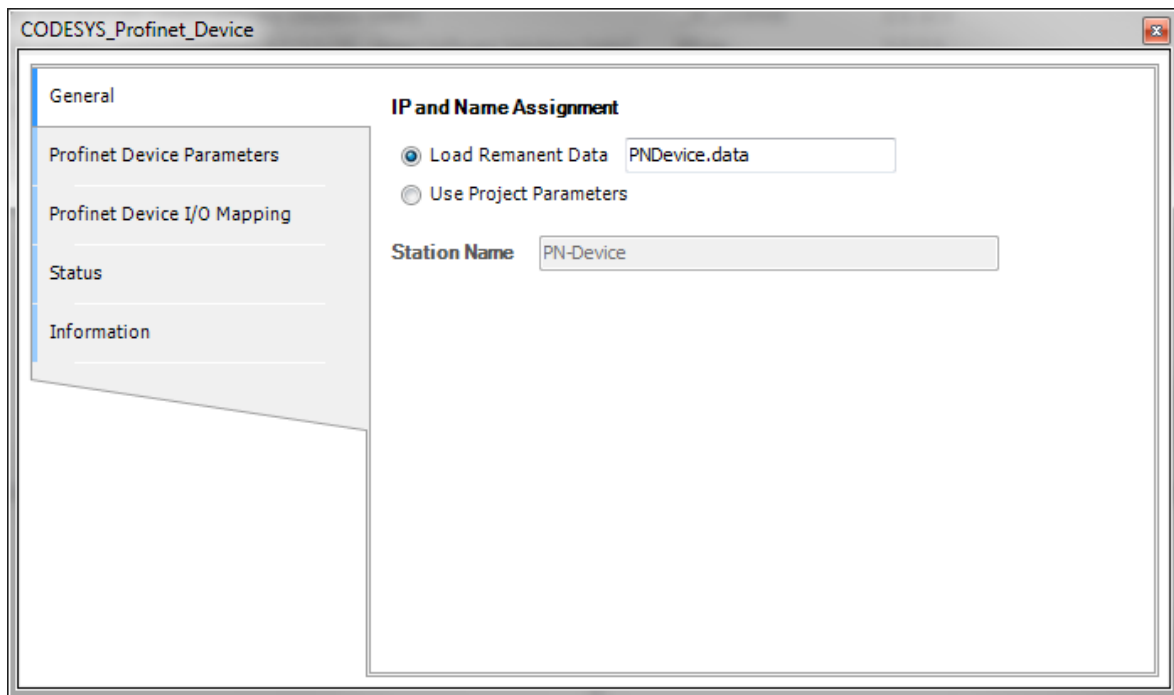 CODESYS_Profinet_Device
General
Profinet Device Parameters
Profinet Device I/O Mapping
Status
Information
IP and Name Assignment
Load Remanent Data PNDevice.data
Use Project Parameters
Station Name PN-Device